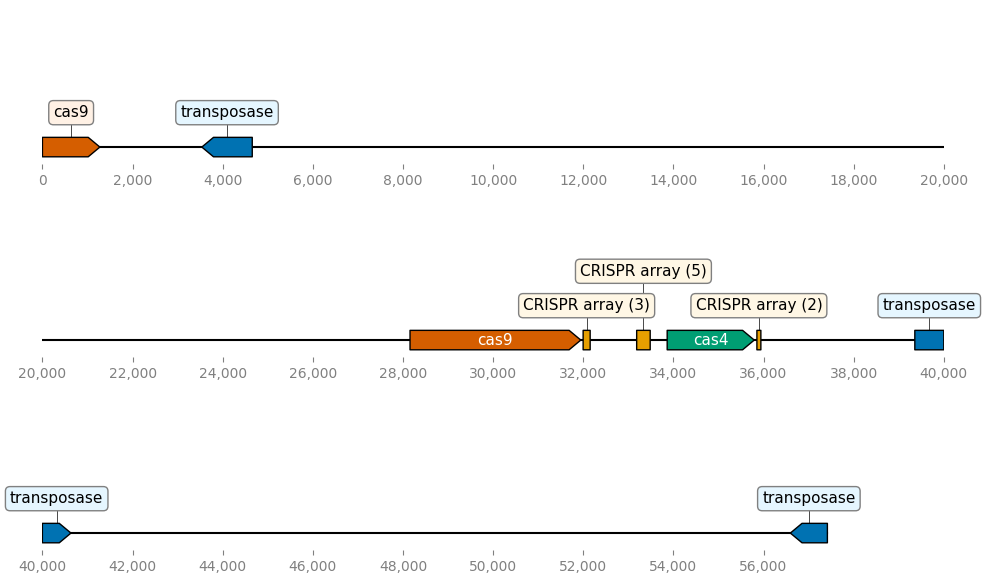 cas9 transposase
0 2,000 4,000 6,000 8,000 10,000 12,000 14,000 16,000 18,000 20,000
CRISPR array (5)
CRISPR array (3) CRISPR array (2) transposase
cas9 cas4
20,000 22,000 24,000 26,000 28,000 30,000 32,000 34,000 36,000 38,000 40,000
transposase transposase
40,000 42,000 44,000 46,000 48,000 50,000 52,000 54,000 56,000